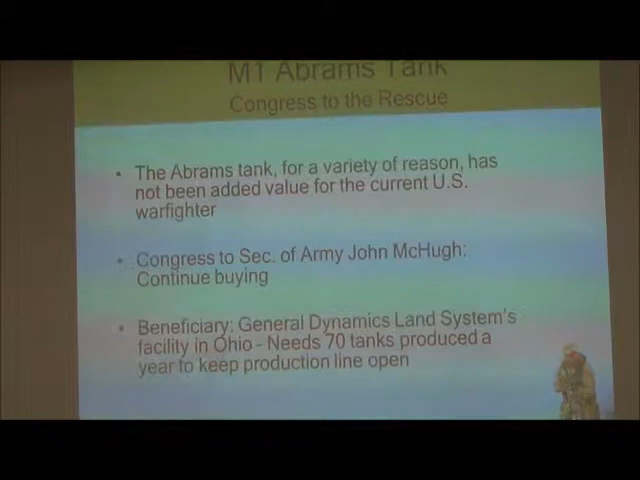 M1 Abrams Tank
Congress to the Rescue
• The Abrams tank, for a variety of reason, has
not been added value for the current U.S.
warfighter
• Congress to Sec. of Army John McHugh:
Continue buying
• Beneficiary: General Dynamics Land System's
facility in Ohio - Needs 70 tanks produced a
year to keep production line open